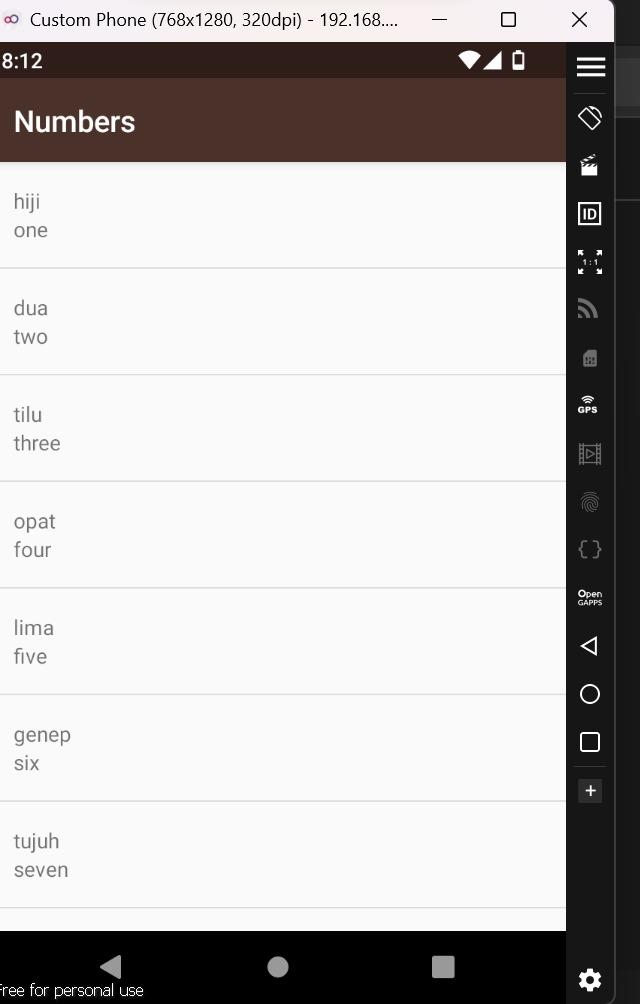 Custom Phone (768x1280, 320dpi) - 192.168....
8:12
Numbers
hiji
one
dua
two
tilu
three
opat
four
lima
five
genep
six
tujuh
seven
ID
1:1
GPS
{}
Open
GAPPS
+
Free for personal use